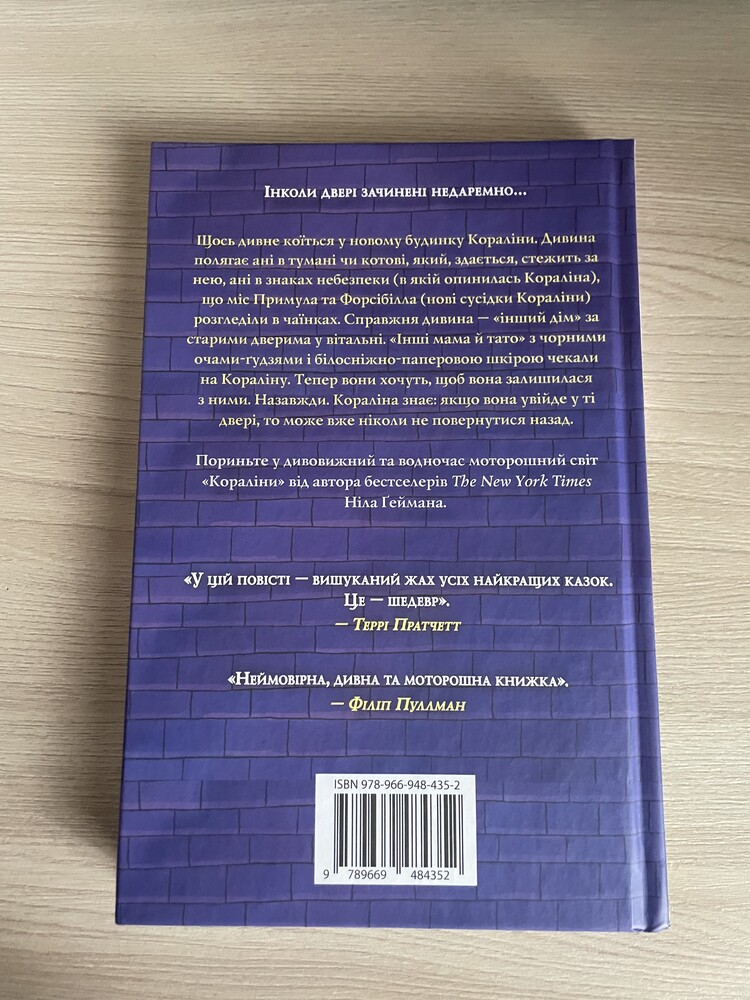 Інколи двері зачинені недаремно...
Щось дивне коїться у новому будинку Кораліни. Дивина
полягає ані в тумані чи котові, який, здається, стежить за
нею, ані в знаках небезпеки (в якій опинилась Кораліна),
що міс Примула та Форсібілла (нові сусідки Кораліни)
розгледіли в чаїнках. Справжня дивина — «інший дім» за
старими дверима у вітальні. «Інші мама й тато» з чорними
очами-ґудзями і білосніжно-паперовою шкірою чекали
на Кораліну. Тепер вони хочуть, щоб вона залишилася
з ними. Назавжди. Кораліна знає: якщо вона увійде у ті
двері, то може вже ніколи не повернутися назад.
Пориньте у дивовижний та водночас моторошний світ
«Кораліни» від автора бестселерів The New York Times
Ніла Ґеймана.
«У цій повісті — вишуканий жах усіх найкращих казок.
Це — шедевр».
— Террі Пратчетт
«Неймовірна, дивна та моторошна книжка».
— Філіп Пуллман
ISBN 978-966-948-435-2
9 789669 484352